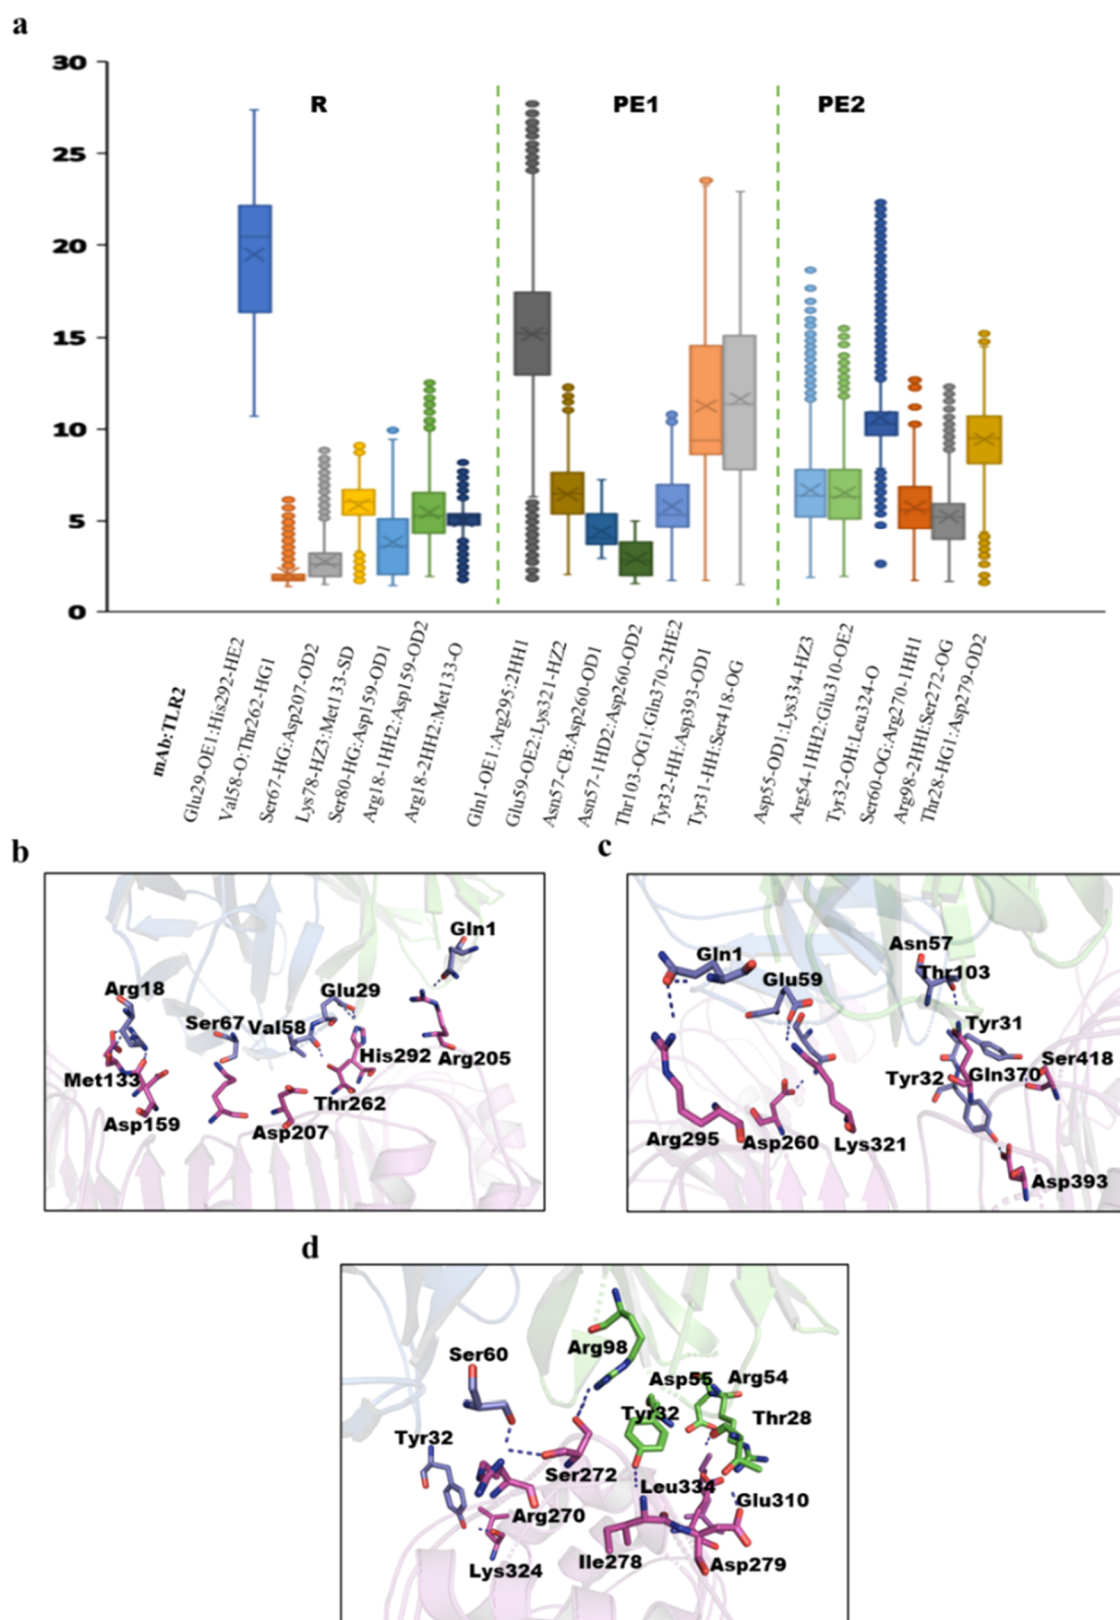 a
30
25
20
15
10
5
0
R
PE1
PE2
mAb:TLR2
Glu29-OE1:His292-HE2
Val58-O:Thr262-HG1
Ser67-HG:Asp207-OD2
Lys78-HZ3:Met133-SD
Ser80-HG:Asp159-OD1
Arg18-1HH2::Asp159-OD2
Arg18-2HH2::Met133-O
Gln1-OE1:Arg295:2HH1
Glu59-OE2:Lys321-HZ2
Asn57-CB:Asp260-OD1
Asn57-1HD2:Asp260-OD2
Thr103-OG1:Gln370-2HE2
Tyr32-HH:Asp393-OD1
Tyr31-HH:Ser418-OG
Asp55-OD1:Lys334-HZ3
Arg54-1HH2:Glu310-OE2
Tyr32-OH:Leu324-O
Ser60-OG:Arg270-1HH1
Arg98-2HHI:Ser272-OG
Thr28-HG1:Asp279-OD2
b
Gln1
Arg18
Glu29
Ser67 Val58
His292
Arg205
Met133
Thr262
Asp159
Asp207
c
Asn57
Gln1
Thr103
Glu59
Tyr31
Ser418
Tyr32
Gln370
Arg295
Asp260
Lys321
Asp393
d
Arg98
Ser60
Asp55
Arg54
Tyr32
Thr28
Tyr32
Ser272
Leu334
Glu310
Arg270
Ile278
Asp279
Lys324